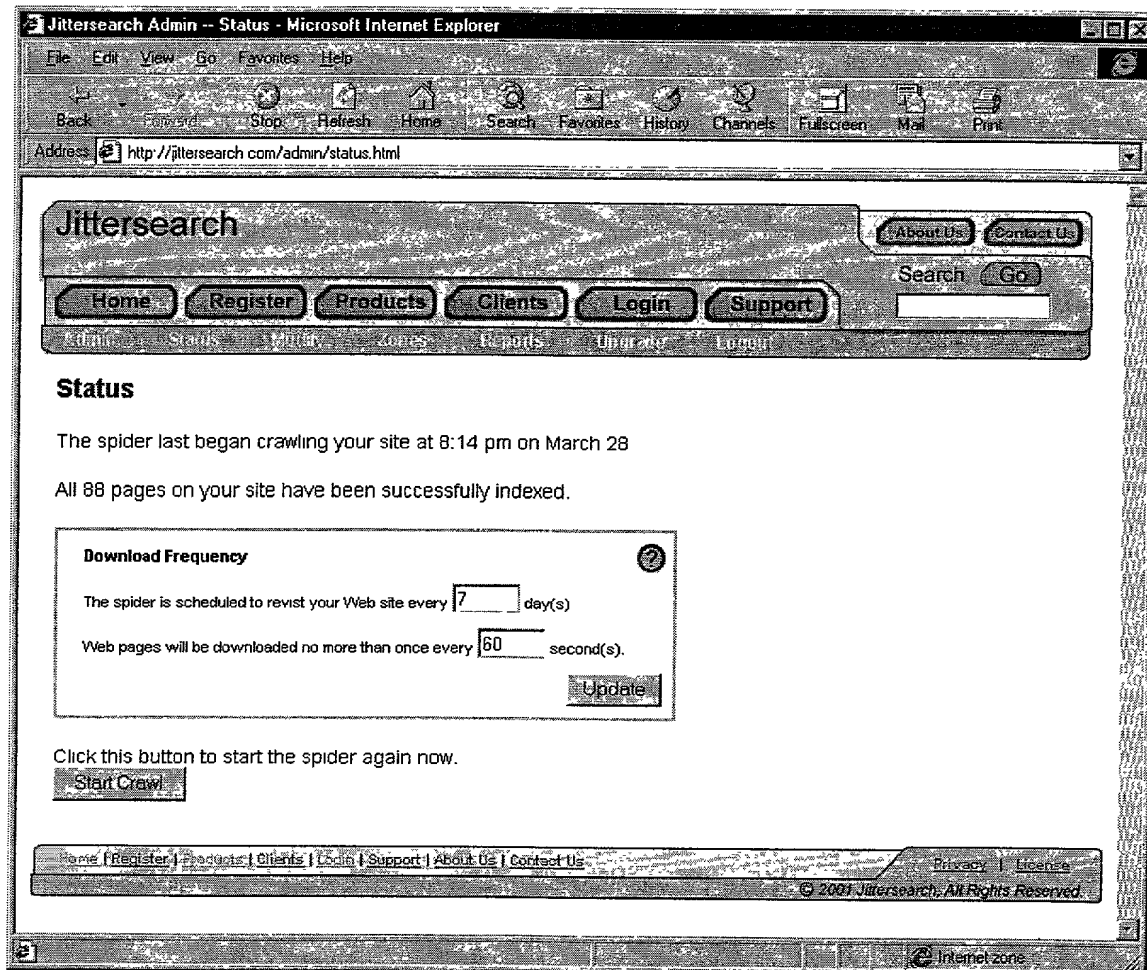 Jittersearch Admin -- Status - Microsoft Internet Explorer
File Edit View Go Favorites Help
Back Forward Stop Refresh Home Search Favorites History Channels Fullscreen Mail Print
Address http://jittersearch com/admin/status.html
Jittersearch
About Us Contact Us
Search Go
Home Register Products Clients Login Support
Admin Status Modify Zones Reports Upgrade Logout
Status
The spider last began crawling your site at 8:14 pm on March 28
All 88 pages on your site have been successfully indexed.
Download Frequency ?
The spider is scheduled to revist your Web site every 7 day(s)
Web pages will be downloaded no more than once every 60 second(s).
Update
Click this button to start the spider again now.
Start Crawl
Home | Register | Products | Clients | Login | Support | About Us | Contact Us
Privacy | License
© 2001 Jittersearch, All Rights Reserved.
Internet zone